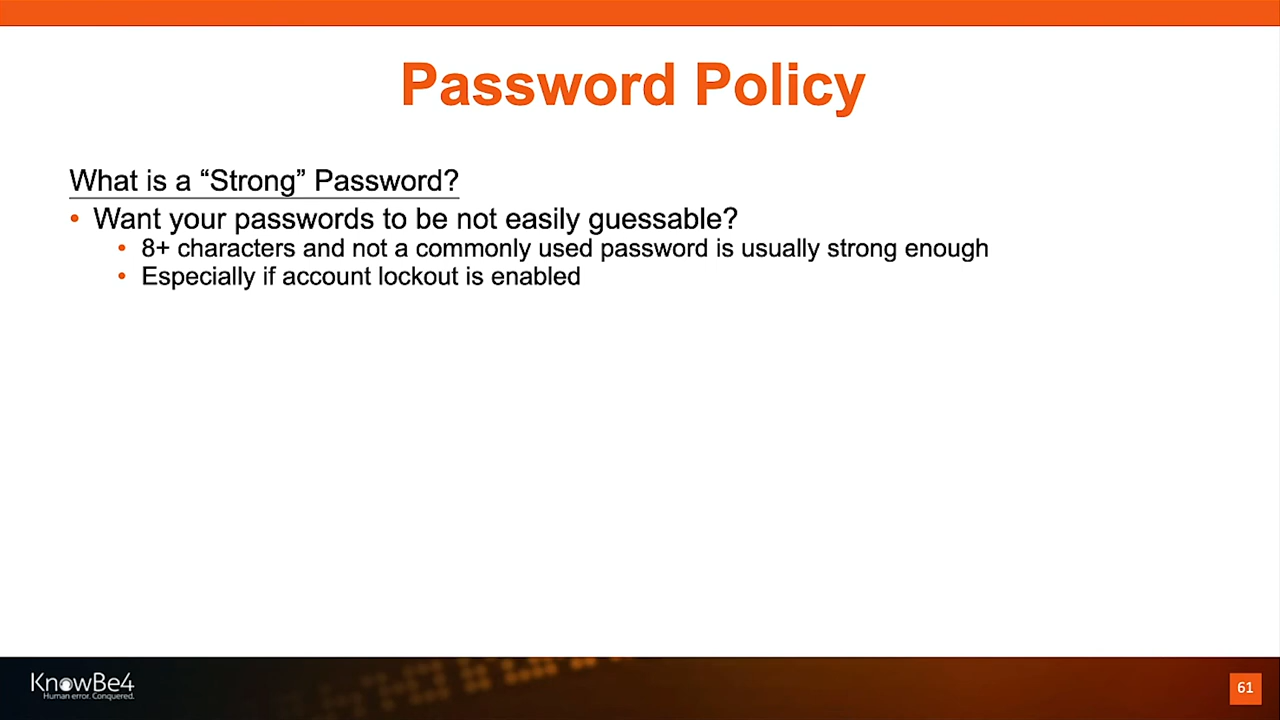 Password Policy
What is a “Strong” Password?
• Want your passwords to be not easily guessable?
• 8+ characters and not a commonly used password is usually strong enough
• Especially if account lockout is enabled
KnowBe4
Human error. Conquered.
61